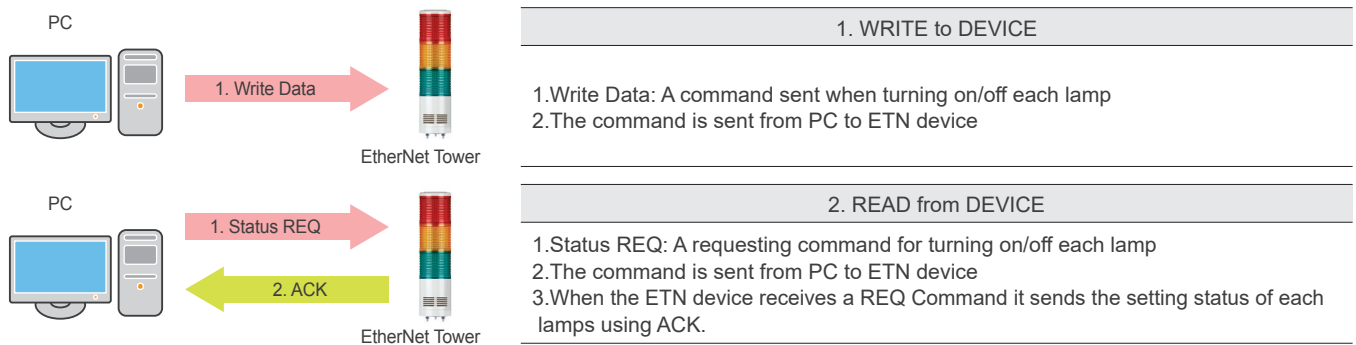 PC
1. Write Data
EtherNet Tower
1. WRITE to DEVICE
1.Write Data: A command sent when turning on/off each lamp
2.The command is sent from PC to ETN device
PC
1. Status REQ
2. ACK
EtherNet Tower
2. READ from DEVICE
1.Status REQ: A requesting command for turning on/off each lamp
2.The command is sent from PC to ETN device
3.When the ETN device receives a REQ Command it sends the setting status of each
lamps using ACK.